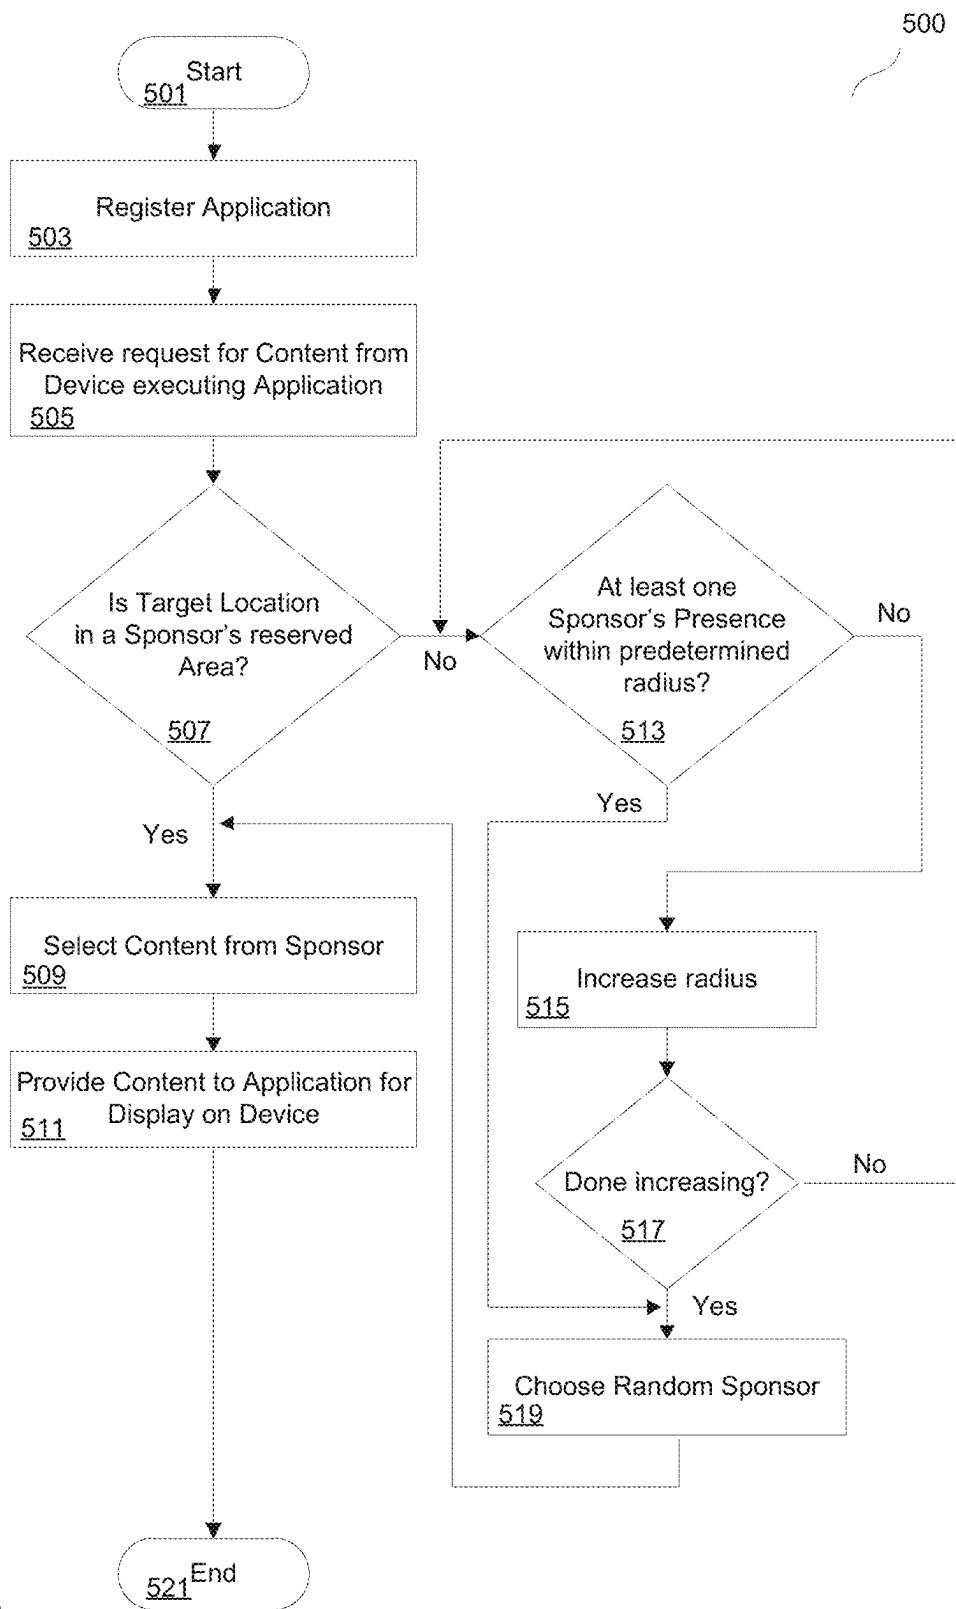 500
Start
501
Register Application
503
Receive request for Content from
Device executing Application
505
Is Target Location
in a Sponsor's reserved
Area?
507
No
At least one
Sponsor's Presence
within predetermined
radius?
513
No
Yes
Yes
Select Content from Sponsor
509
Increase radius
515
Provide Content to Application for
Display on Device
511
Done increasing?
517
No
Yes
Choose Random Sponsor
519
End
521